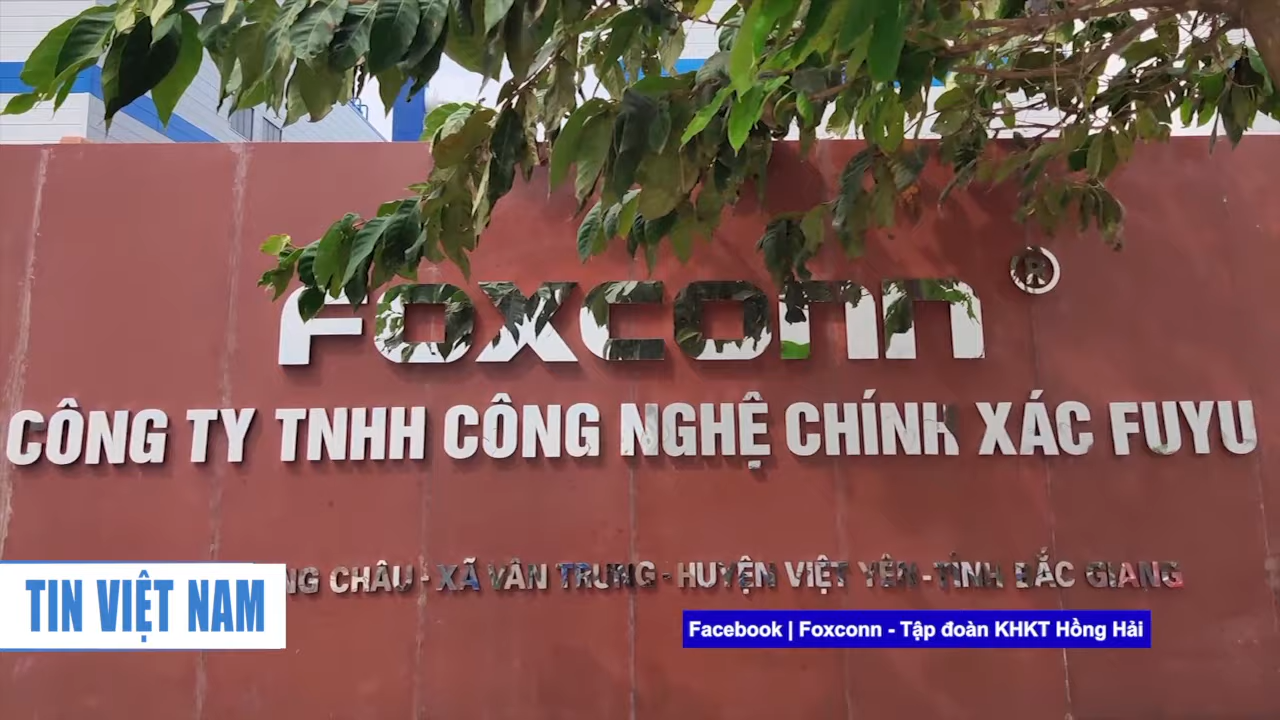 FOXCONN ®
CÔNG TY TNHH CÔNG NGHỆ CHÍNH XÁC FUYU
CHÂU - XÃ VÂN TRUNG - HUYỆN VIỆT YÊN - TỈNH BẮC GIANG
TIN VIỆT NAM
Facebook | Foxconn - Tập đoàn KHKT Hồng Hải